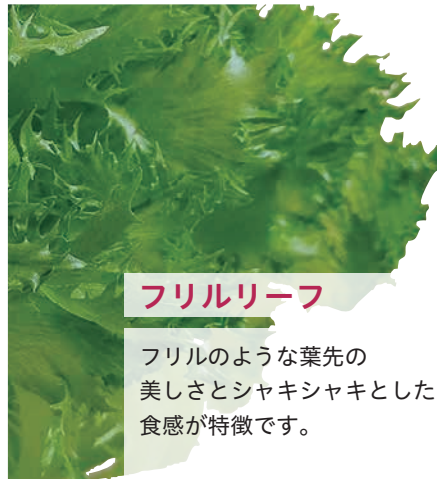 フリルリーフ
フリルのような葉先の
美しさとシャキシャキとした
食感が特徴です。